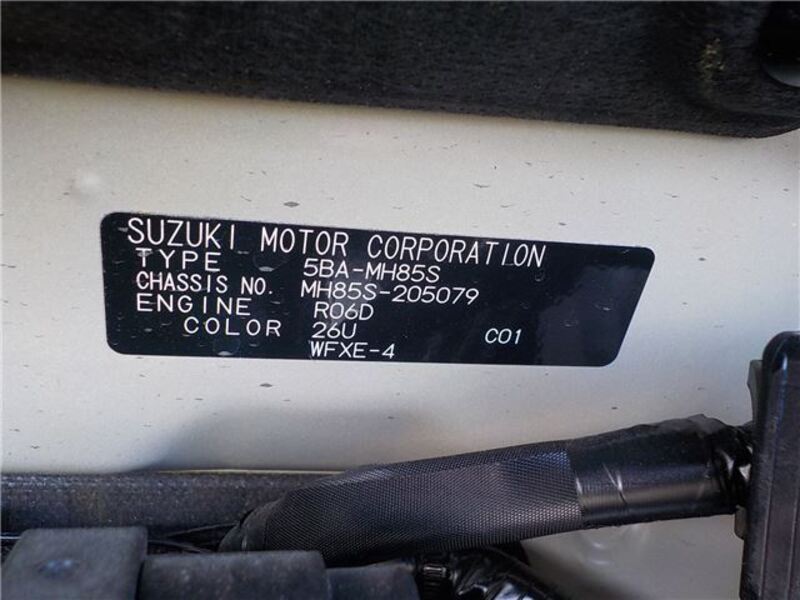 SUZUKI MOTOR CORPORATION
TYPE 5BA-MH85S
CHASSIS NO. MH85S-205079
ENGINE R06D
COLOR 26U C01
WFXE-4